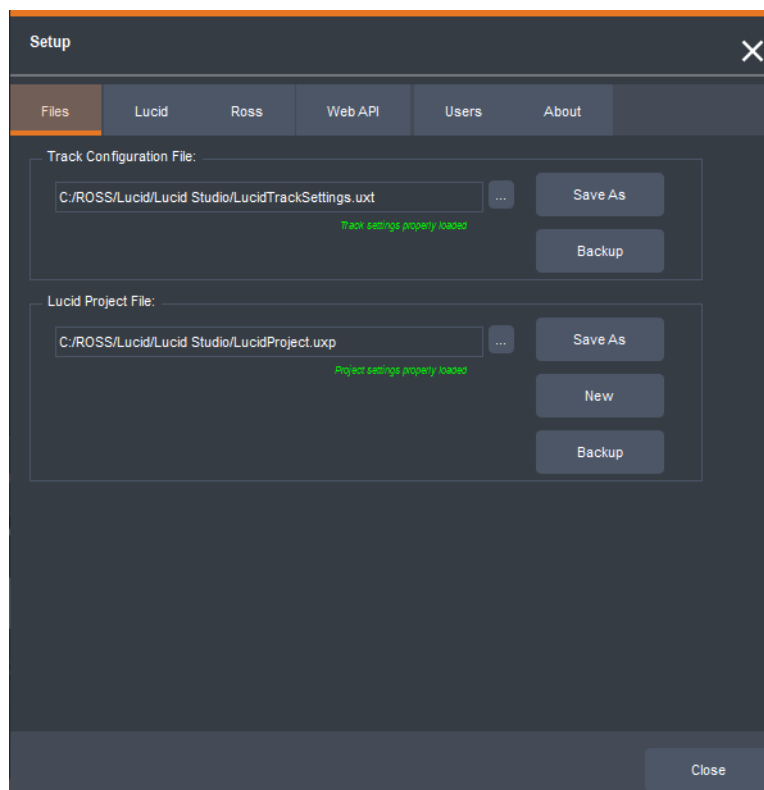 Setup
Files Lucid Ross Web API Users About
Track Configuration File:
C:/ROSS/Lucid/Lucid Studio/LucidTrackSettings.uxt ... Save As
Track settings properly loaded
Backup
Lucid Project File:
C:/ROSS/Lucid/Lucid Studio/LucidProject.uxp ... Save As
Project settings properly loaded
New
Backup
Close